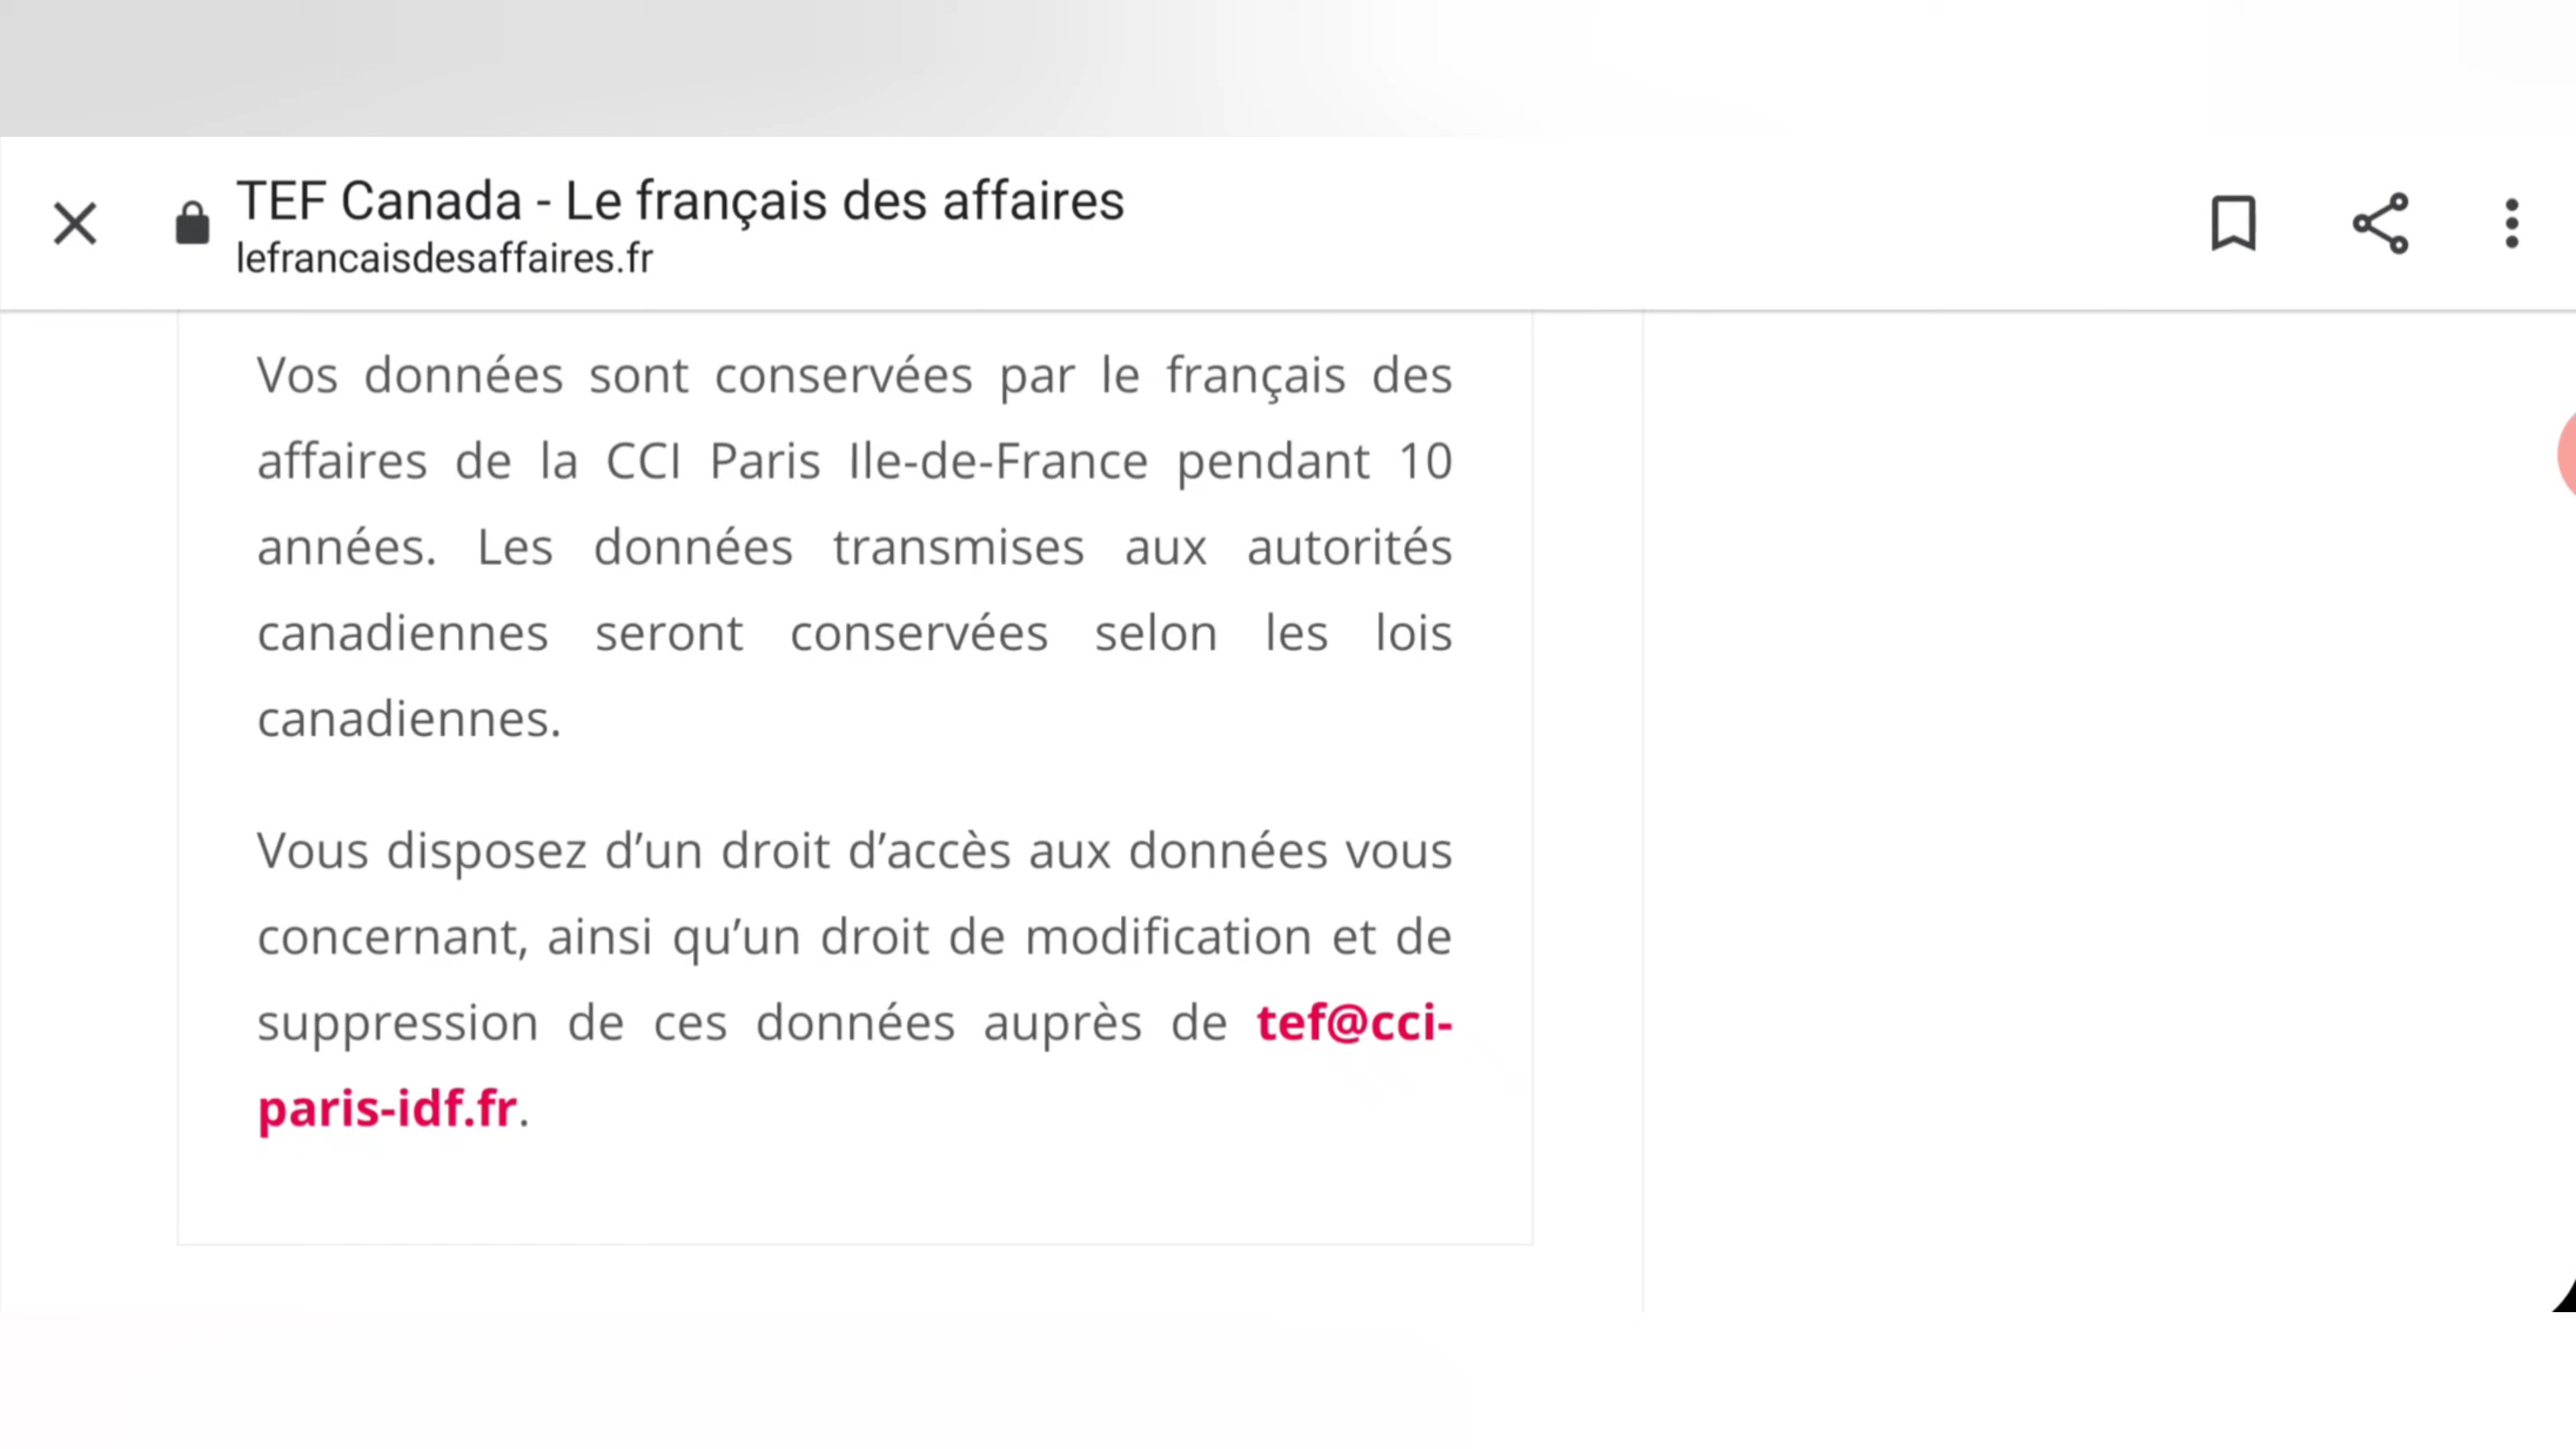 TEF Canada - Le français des affaires
lefrancaisdesaffaires.fr
Vos données sont conservées par le français des
affaires de la CCI Paris Ile-de-France pendant 10
années. Les données transmises aux autorités
canadiennes seront conservées selon les lois
canadiennes.
Vous disposez d’un droit d’accès aux données vous
concernant, ainsi qu’un droit de modification et de
suppression de ces données auprès de tef@cci-
paris-idf.fr.